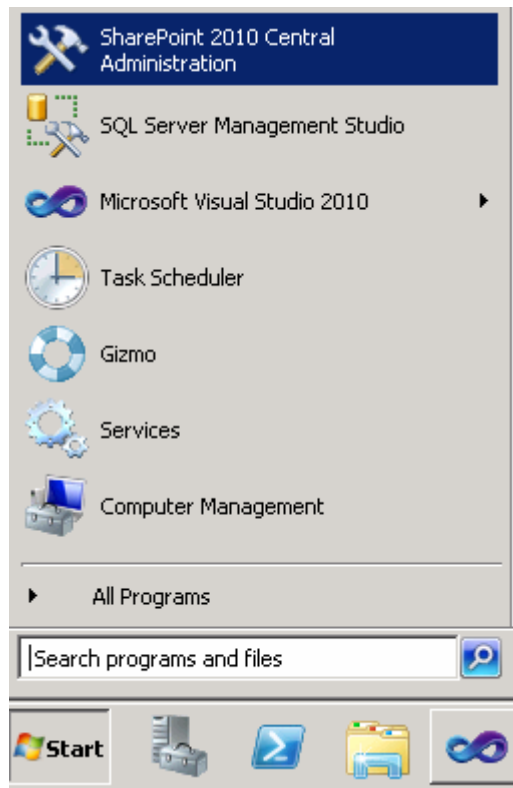 SharePoint 2010 Central
Administration
SQL Server Management Studio
Microsoft Visual Studio 2010
Task Scheduler
Gizmo
Services
Computer Management
All Programs
Search programs and files
Start